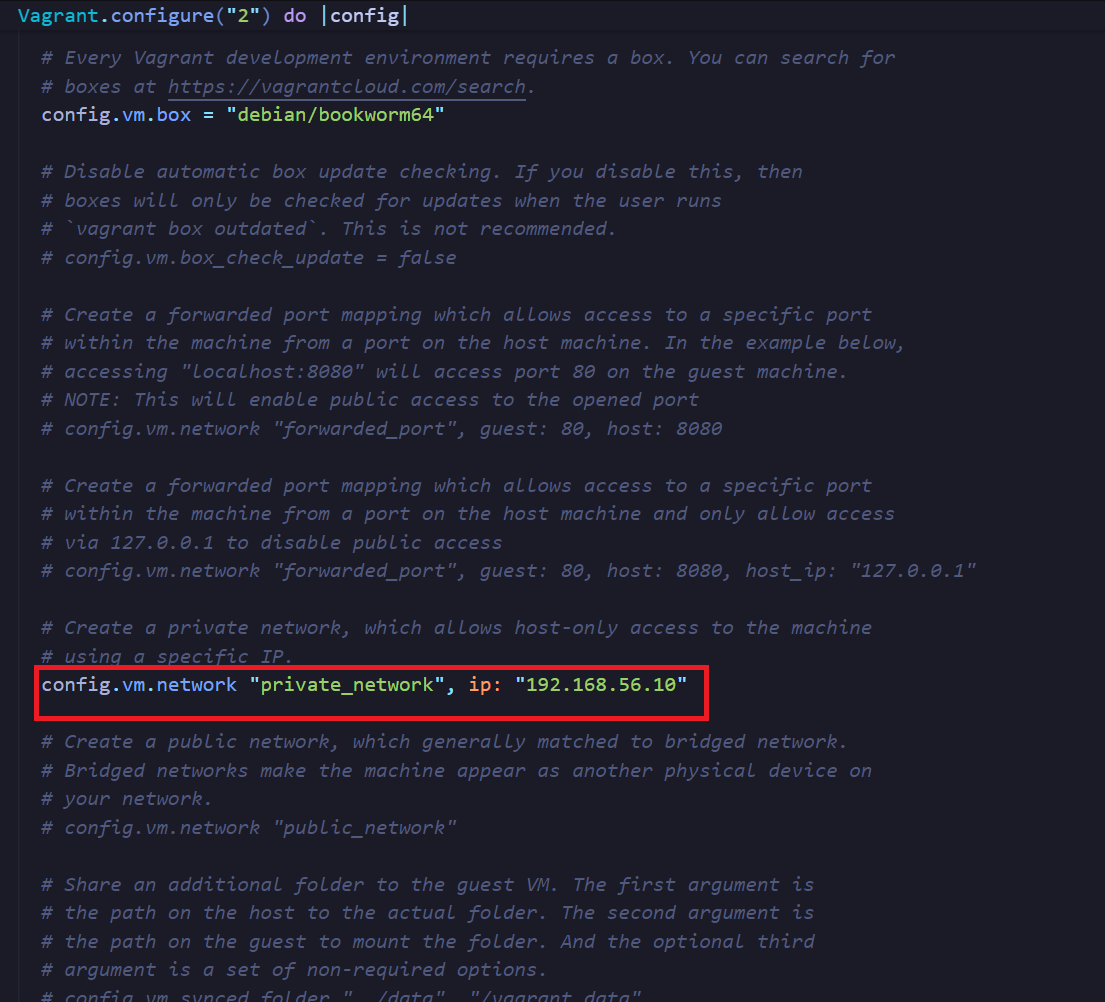 Vagrant.configure("2") do |config|
# Every Vagrant development environment requires a box. You can search for
# boxes at https://vagrantcloud.com/search.
config.vm.box = "debian/bookworm64"
# Disable automatic box update checking. If you disable this, then
# boxes will only be checked for updates when the user runs
# `vagrant box outdated`. This is not recommended.
# config.vm.box_check_update = false
# Create a forwarded port mapping which allows access to a specific port
# within the machine from a port on the host machine. In the example below,
# accessing "localhost:8080" will access port 80 on the guest machine.
# NOTE: This will enable public access to the opened port
# config.vm.network "forwarded_port", guest: 80, host: 8080
# Create a forwarded port mapping which allows access to a specific port
# within the machine from a port on the host machine and only allow access
# via 127.0.0.1 to disable public access
# config.vm.network "forwarded_port", guest: 80, host: 8080, host_ip: "127.0.0.1"
# Create a private network, which allows host-only access to the machine
# using a specific IP.
config.vm.network "private_network", ip: "192.168.56.10"
# Create a public network, which generally matched to bridged network.
# Bridged networks make the machine appear as another physical device on
# your network.
# config.vm.network "public_network"
# Share an additional folder to the guest VM. The first argument is
# the path on the host to the actual folder. The second argument is
# the path on the guest to mount the folder. And the optional third
# argument is a set of non-required options.
# config.vm.synced_folder "../data", "/vagrant_data"